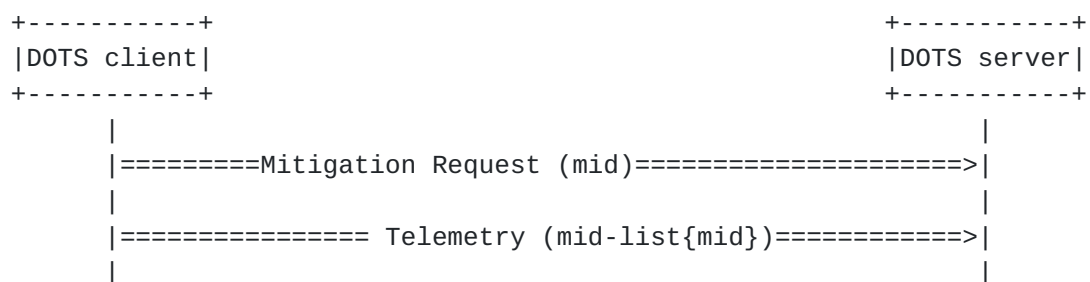 +-----------+                                           +-----------+
|DOTS client|                                           |DOTS server|
+-----------+                                           +-----------+
      |                                                       |
      |=========Mitigation Request (mid)=====================>|
      |                                                       |
      |================ Telemetry (mid-list{mid})============>|
      |                                                       |